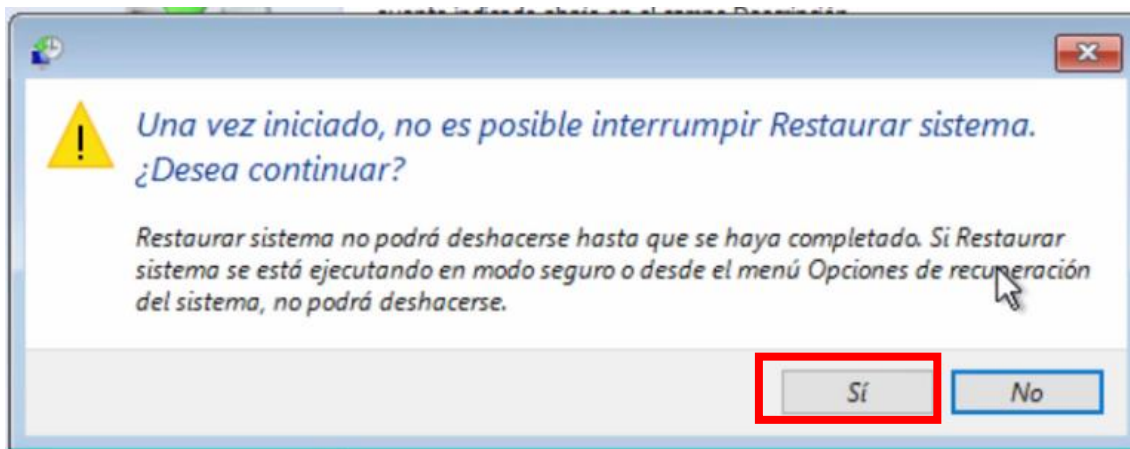 Una vez iniciado, no es posible interrumpir Restaurar sistema.
¿Desea continuar?
Restaurar sistema no podrá deshacerse hasta que se haya completado. Si Restaurar
sistema se está ejecutando en modo seguro o desde el menú Opciones de recuperación
del sistema, no podrá deshacerse.
Sí No